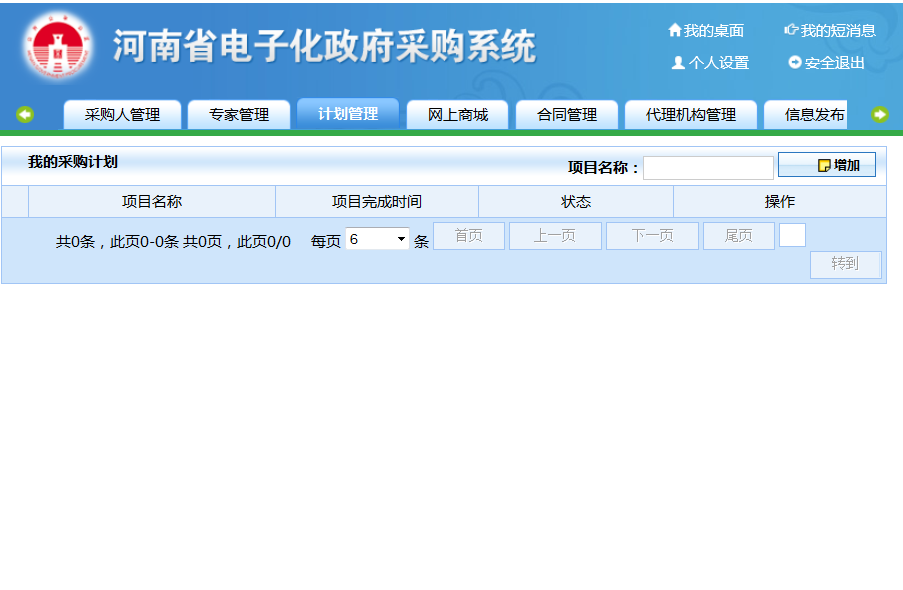 河南省电子化政府采购系统
我的桌面 我的短消息
个人设置 安全退出
采购人管理 专家管理 计划管理 网上商城 合同管理 代理机构管理 信息发布
我的采购计划 项目名称： 增加
项目名称 项目完成时间 状态 操作
共0条，此页0-0条 共0页，此页0/0 每页 6 条 首页 上一页 下一页 尾页
转到